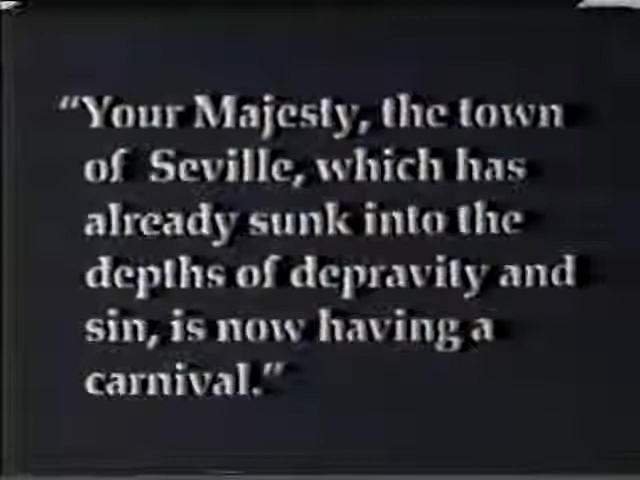 “Your Majesty, the town
of Seville, which has
already sunk into the
depths of depravity and
sin, is now having a
carnival.”